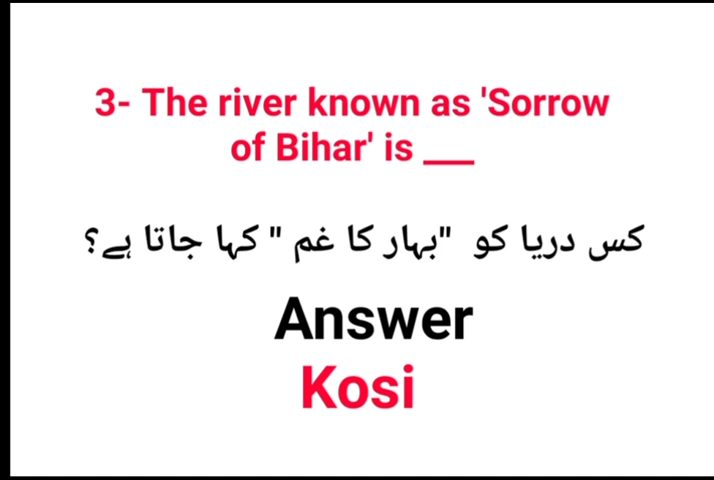 3- The river known as 'Sorrow
of Bihar' is ___
کس دریا کو "بہار کا غم " کہا جاتا ہے؟
Answer
Kosi